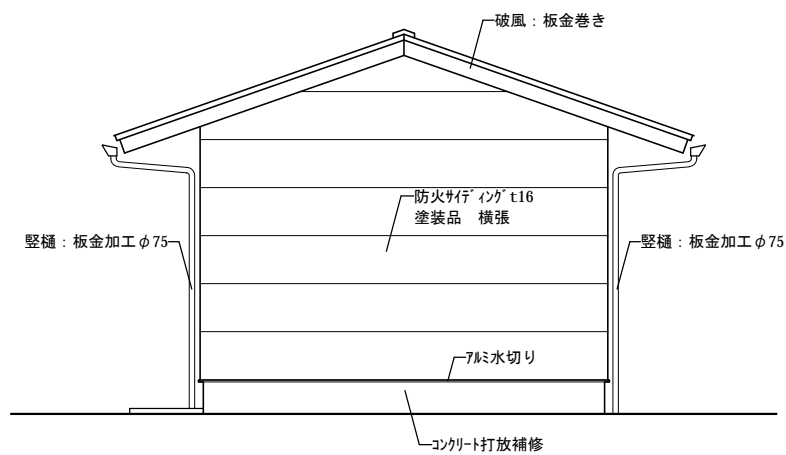 破風：板金巻き
防火ｻｲﾃﾞｨﾝｸﾞt16
塗装品　横張
竪樋：板金加工φ75
竪樋：板金加工φ75
ｱﾙﾐ水切り
ｺﾝｸﾘｰﾄ打放補修